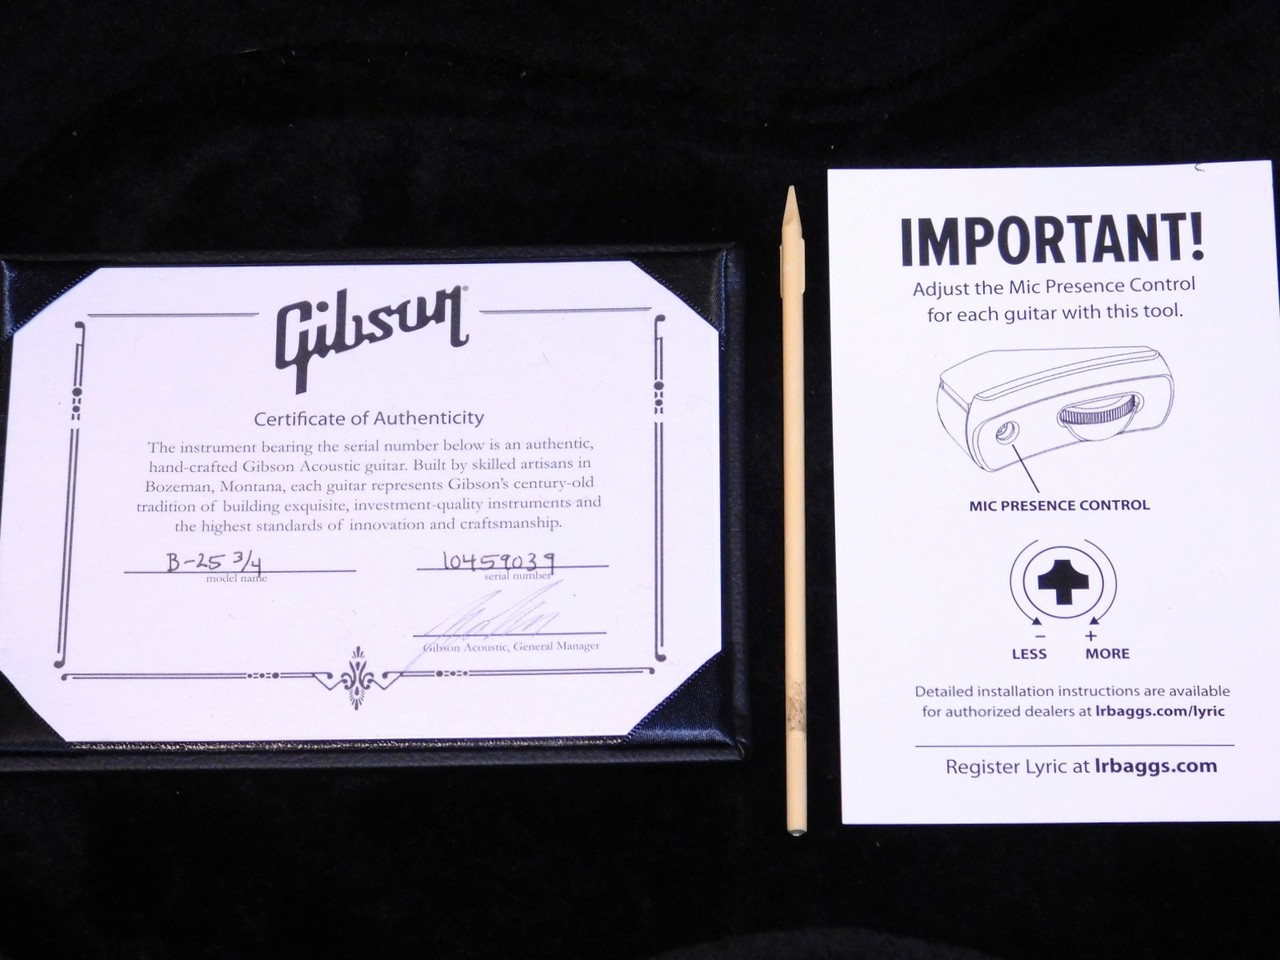 Gibson
Certificate of Authenticity
The instrument bearing the serial number below is an authentic,
hand-crafted Gibson Acoustic guitar. Built by skilled artisans in
Bozeman, Montana, each guitar represents Gibson's century-old
tradition of building exquisite, investment-quality instruments and
the highest standards of innovation and craftsmanship.
B-25 3/4
model name
10459039
serial number
Gibson Acoustic, General Manager
IMPORTANT!
Adjust the Mic Presence Control
for each guitar with this tool.
MIC PRESENCE CONTROL
− +
LESS MORE
Detailed installation instructions are available
for authorized dealers at lrbaggs.com/lyric
Register Lyric at lrbaggs.com